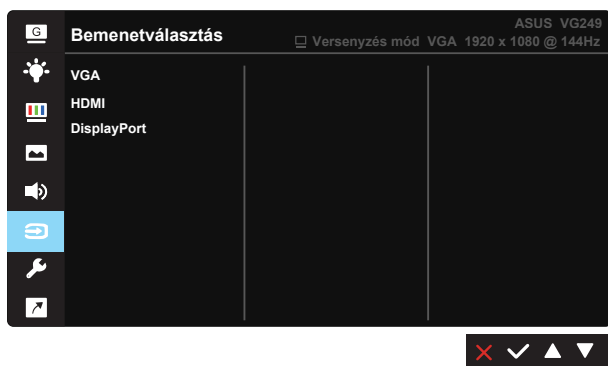 G
Bemenetválasztás
ASUS VG249
Versenyzés mód VGA 1920 x 1080 @ 144Hz
VGA
HDMI
DisplayPort